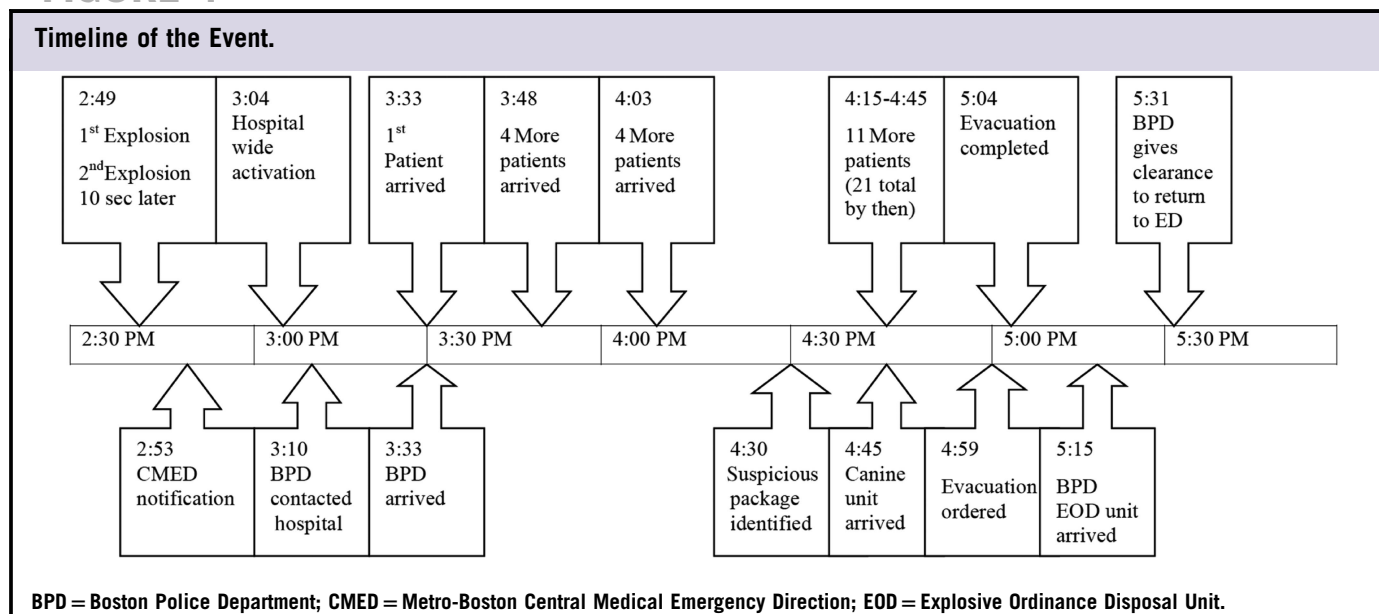 Timeline of the Event.
2:49
1st Explosion
2nd Explosion
10 sec later
3:04
Hospital
wide
activation
3:33
1st
Patient
arrived
3:48
4 More
patients
arrived
4:03
4 More
patients
arrived
4:15-4:45
11 More
patients
(21 total
by then)
5:04
Evacuation
completed
5:31
BPD
gives
clearance
to return
to ED
2:30 PM
3:00 PM
3:30 PM
4:00 PM
4:30 PM
5:00 PM
5:30 PM
2:53
CMED
notification
3:10
BPD
contacted
hospital
3:33
BPD
arrived
4:30
Suspicious
package
identified
4:45
Canine
unit
arrived
4:59
Evacuation
ordered
5:15
BPD
EOD unit
arrived
BPD = Boston Police Department; CMED = Metro-Boston Central Medical Emergency Direction; EOD = Explosive Ordinance Disposal Unit.